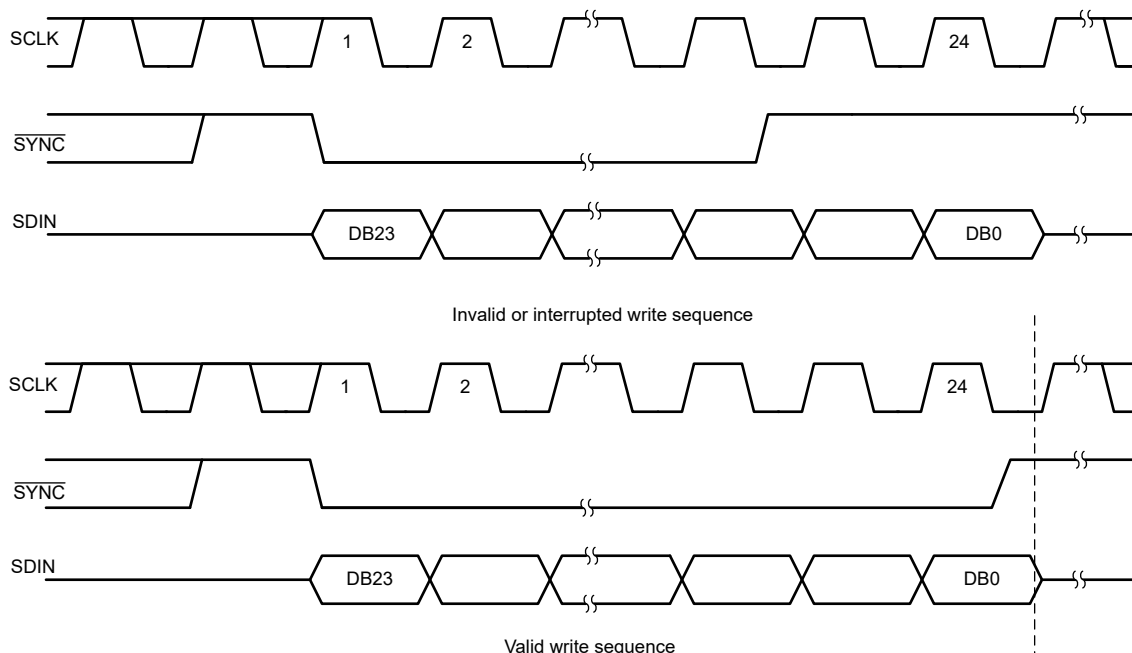 SCLK 1 2 24
SYNC
SDIN DB23 DB0
Invalid or interrupted write sequence
SCLK 1 2 24
SYNC
SDIN DB23 DB0
Valid write sequence